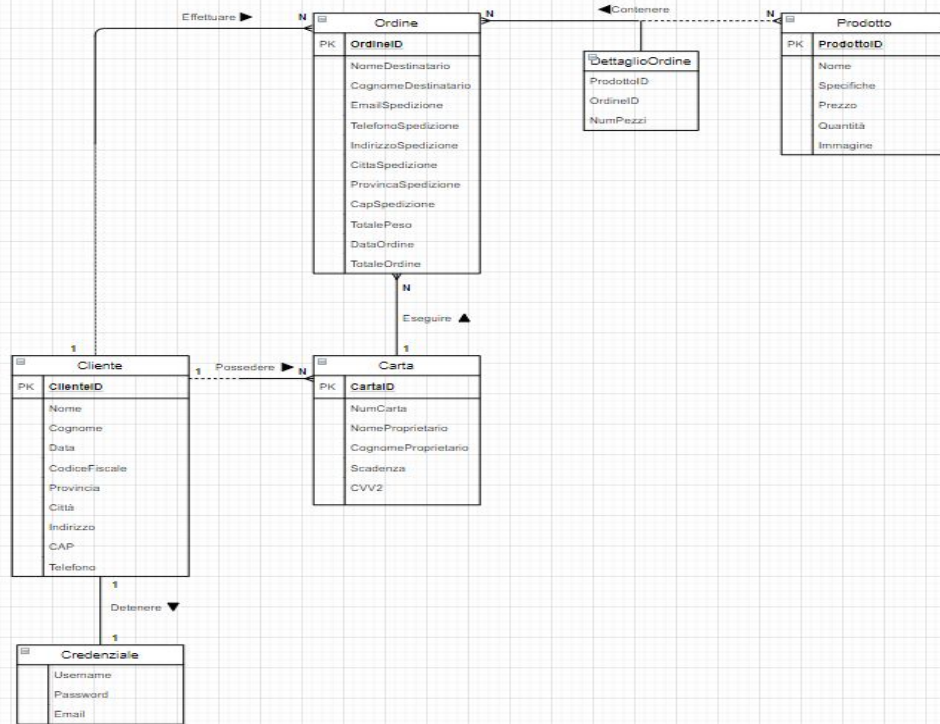 Effettuare ▶
N
Ordine
PK OrdineID
NomeDestinatario
CognomeDestinatario
EmailSpedizione
TelefonoSpedizione
IndirizzoSpedizione
CittaSpedizione
ProvincaSpedizione
CapSpedizione
TotalePeso
DataOrdine
TotaleOrdine
N
◀Contenere
N
DettaglioOrdine
ProdottoID
OrdineID
NumPezzi
Prodotto
PK ProdottoID
Nome
Specifiche
Prezzo
Quantità
Immagine
N
Eseguire ▲
1
1
Cliente
PK ClienteID
Nome
Cognome
Data
CodiceFiscale
Provincia
Città
Indirizzo
CAP
Telefono
1 Possedere ▶ N
Carta
PK CartaID
NumCarta
NomeProprietario
CognomeProprietario
Scadenza
CVV2
1
Detenere ▼
1
Credenziale
Username
Password
Email